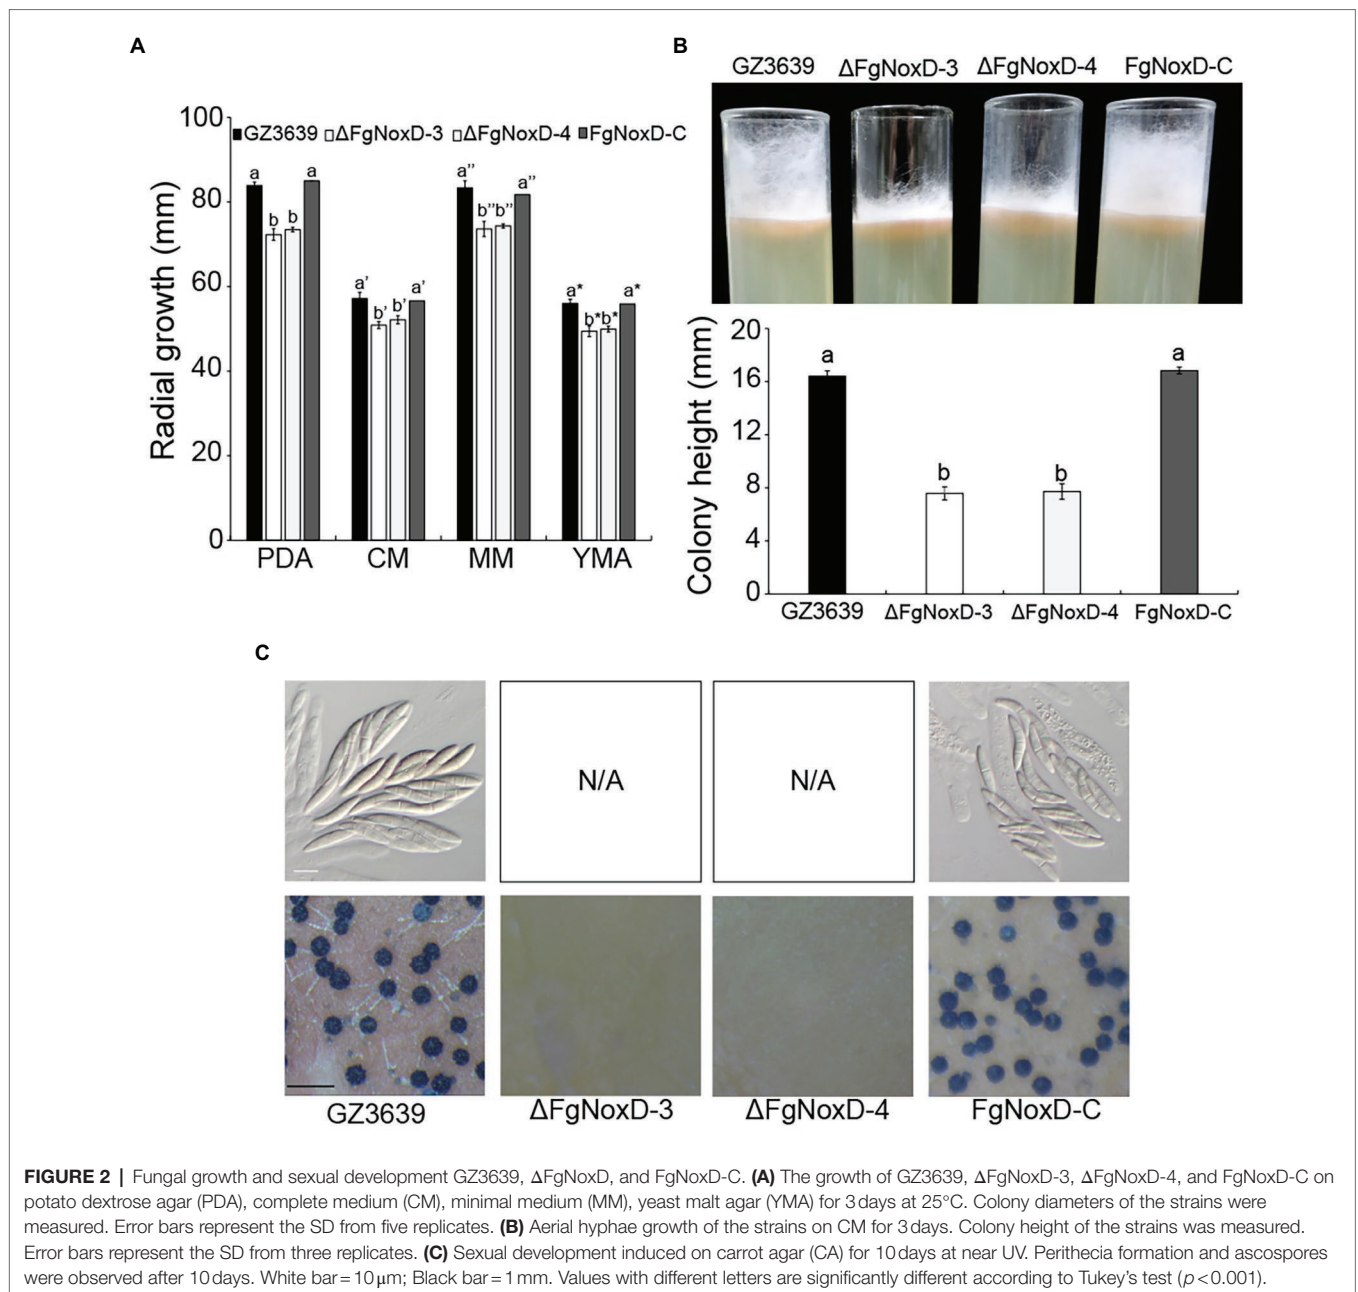 A
100
80
60
40
20
0
Radial growth (mm)
GZ3639 ΔFgNoxD-3 ΔFgNoxD-4 FgNoxD-C
a b b a
a' b' b' a'
a'' b'' b'' a''
a* b* b* a*
PDA CM MM YMA
B
GZ3639 ΔFgNoxD-3 ΔFgNoxD-4 FgNoxD-C
20
16
12
8
4
0
Colony height (mm)
a b b a
GZ3639 ΔFgNoxD-3 ΔFgNoxD-4 FgNoxD-C
C
N/A N/A
GZ3639 ΔFgNoxD-3 ΔFgNoxD-4 FgNoxD-C
FIGURE 2 | Fungal growth and sexual development GZ3639, ΔFgNoxD, and FgNoxD-C. (A) The growth of GZ3639, ΔFgNoxD-3, ΔFgNoxD-4, and FgNoxD-C on
potato dextrose agar (PDA), complete medium (CM), minimal medium (MM), yeast malt agar (YMA) for 3 days at 25°C. Colony diameters of the strains were
measured. Error bars represent the SD from five replicates. (B) Aerial hyphae growth of the strains on CM for 3 days. Colony height of the strains was measured.
Error bars represent the SD from three replicates. (C) Sexual development induced on carrot agar (CA) for 10 days at near UV. Perithecia formation and ascospores
were observed after 10 days. White bar = 10 μm; Black bar = 1 mm. Values with different letters are significantly different according to Tukey's test (p < 0.001).